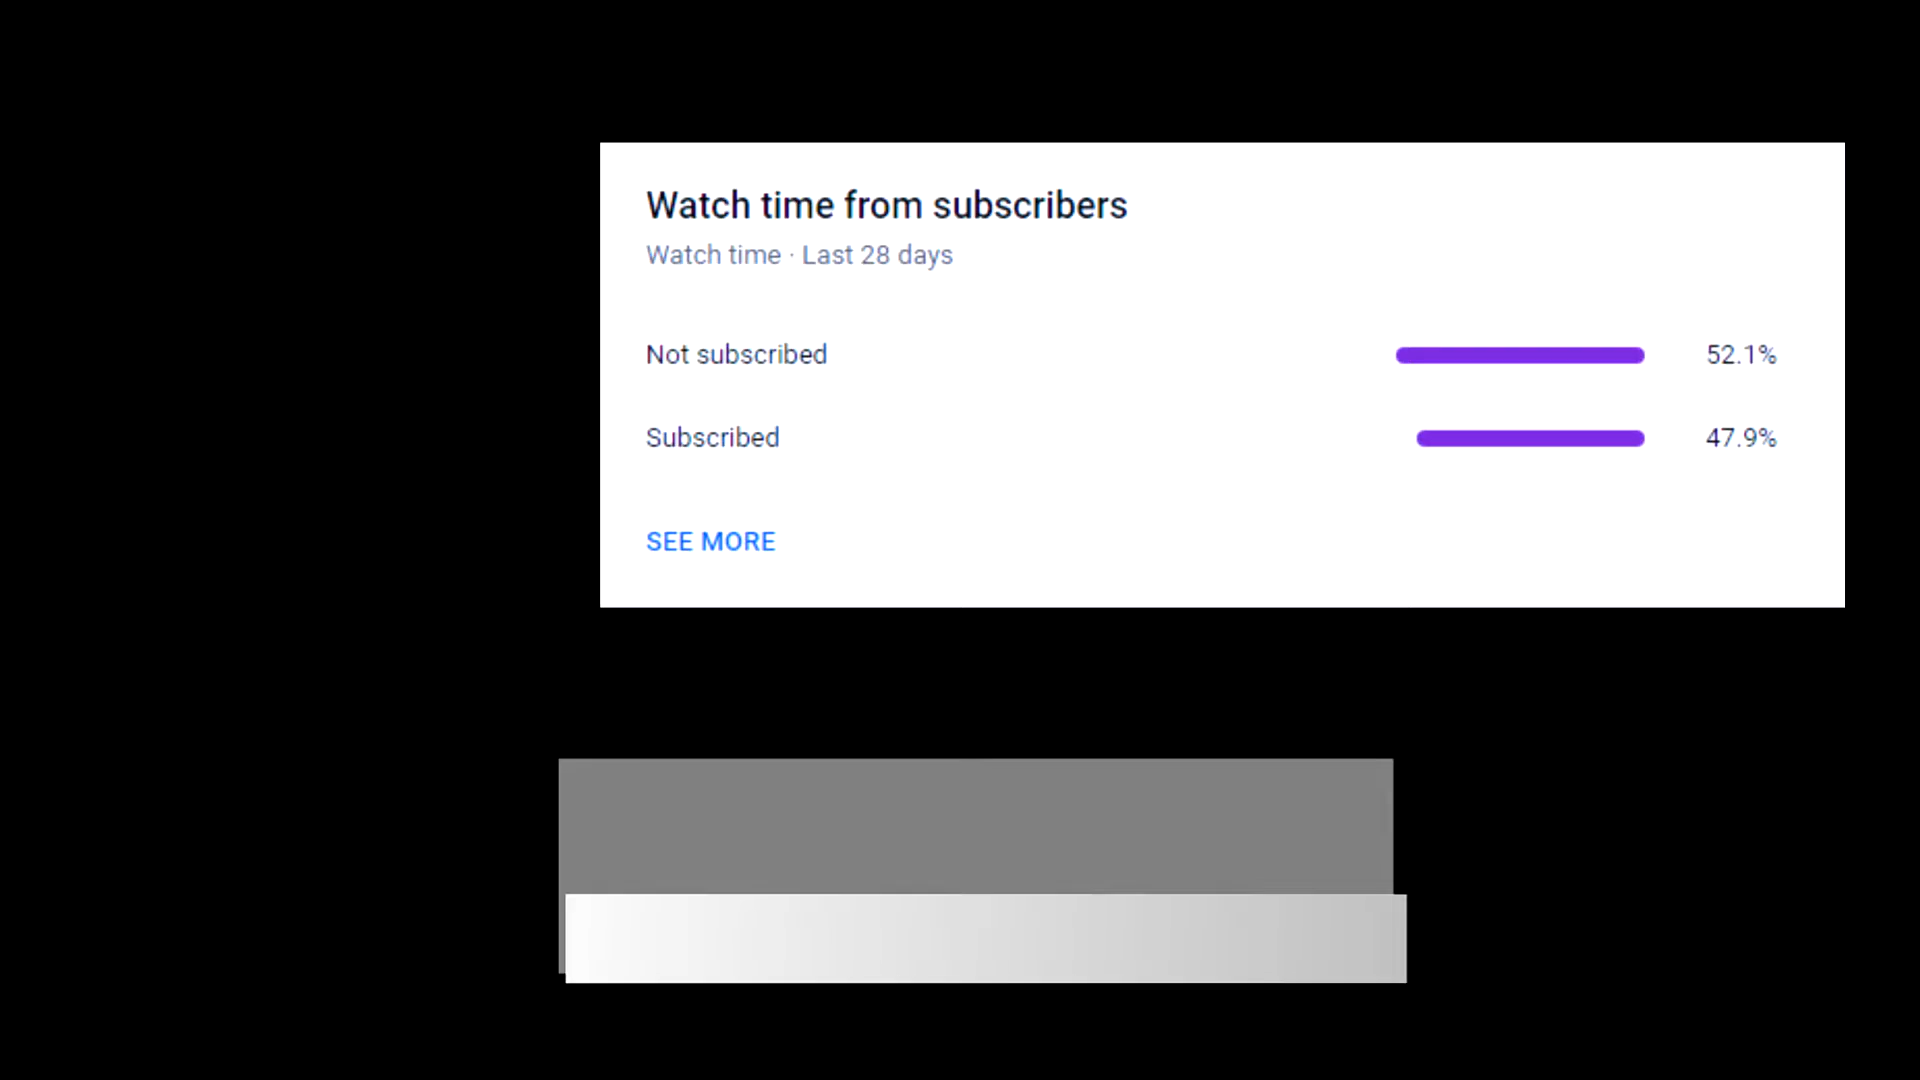 Watch time from subscribers
Watch time · Last 28 days
Not subscribed 52.1%
Subscribed 47.9%
SEE MORE